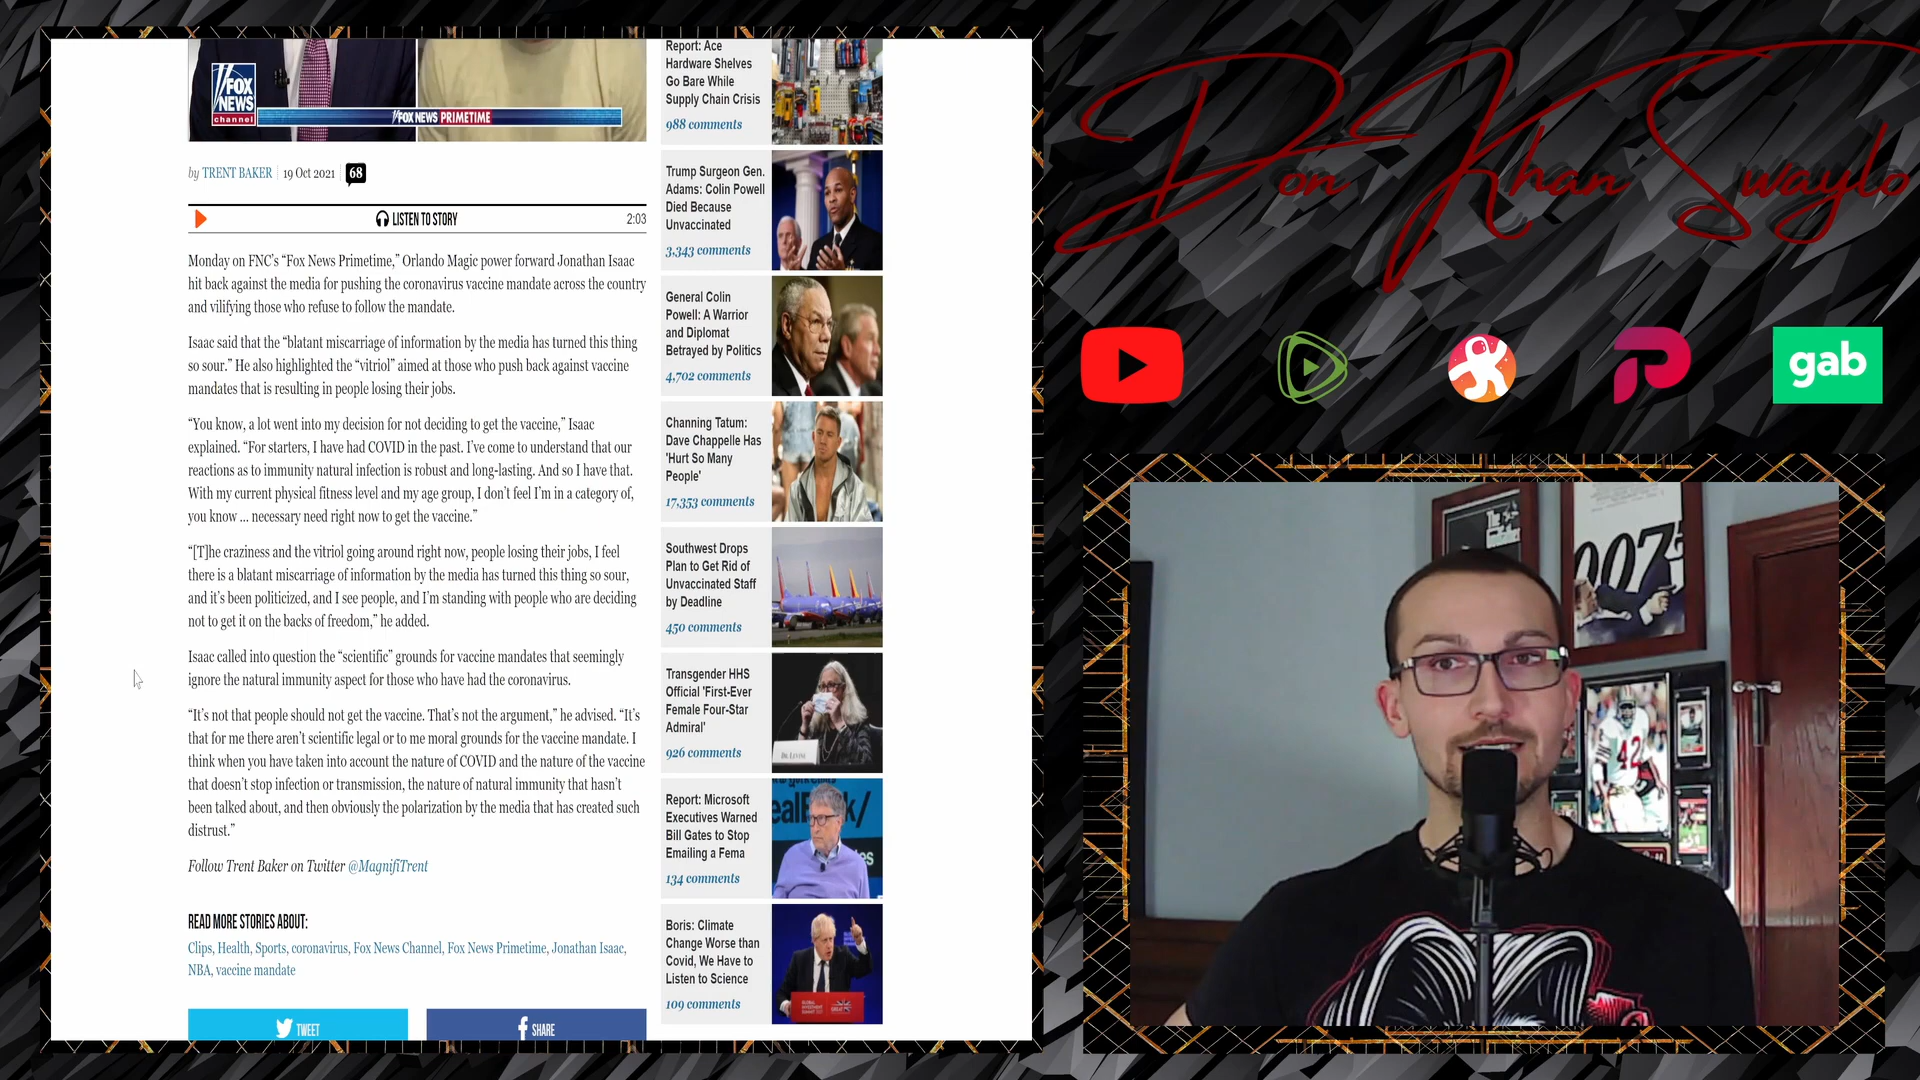 FOX
NEWS
channel
FOX NEWS PRIMETIME
by TRENT BAKER | 19 Oct 2021 | 68
LISTEN TO STORY
2:03
Monday on FNC's “Fox News Primetime,” Orlando Magic power forward Jonathan Isaac
hit back against the media for pushing the coronavirus vaccine mandate across the country
and vilifying those who refuse to follow the mandate.
Isaac said that the “blatant miscarriage of information by the media has turned this thing
so sour.” He also highlighted the “vitriol” aimed at those who push back against vaccine
mandates that is resulting in people losing their jobs.
“You know, a lot went into my decision for not deciding to get the vaccine,” Isaac
explained. “For starters, I have had COVID in the past. I've come to understand that our
reactions as to immunity natural infection is robust and long-lasting. And so I have that.
With my current physical fitness level and my age group, I don't feel I'm in a category of,
you know ... necessary need right now to get the vaccine.”
“[T]he craziness and the vitriol going around right now, people losing their jobs, I feel
there is a blatant miscarriage of information by the media has turned this thing so sour,
and it's been politicized, and I see people, and I'm standing with people who are deciding
not to get it on the backs of freedom,” he added.
Isaac called into question the “scientific” grounds for vaccine mandates that seemingly
ignore the natural immunity aspect for those who have had the coronavirus.
“It's not that people should not get the vaccine. That's not the argument,” he advised. “It's
that for me there aren't scientific legal or to me moral grounds for the vaccine mandate. I
think when you have taken into account the nature of COVID and the nature of the vaccine
that doesn't stop infection or transmission, the nature of natural immunity that hasn't
been talked about, and then obviously the polarization by the media that has created such
distrust.”
Follow Trent Baker on Twitter @MagnifiTrent
READ MORE STORIES ABOUT:
Clips, Health, Sports, coronavirus, Fox News Channel, Fox News Primetime, Jonathan Isaac,
NBA, vaccine mandate
TWEET
SHARE
Report: Ace
Hardware Shelves
Go Bare While
Supply Chain Crisis
988 comments
Trump Surgeon Gen.
Adams: Colin Powell
Died Because
Unvaccinated
3,343 comments
General Colin
Powell: A Warrior
and Diplomat
Betrayed by Politics
4,702 comments
Channing Tatum:
Dave Chappelle Has
'Hurt So Many
People'
17,353 comments
Southwest Drops
Plan to Get Rid of
Unvaccinated Staff
by Deadline
450 comments
Transgender HHS
Official 'First-Ever
Female Four-Star
Admiral'
926 comments
Report: Microsoft
Executives Warned
Bill Gates to Stop
Emailing a Fema
134 comments
Boris: Climate
Change Worse than
Covid, We Have to
Listen to Science
109 comments
Don Khan Swaylo
gab
007
42